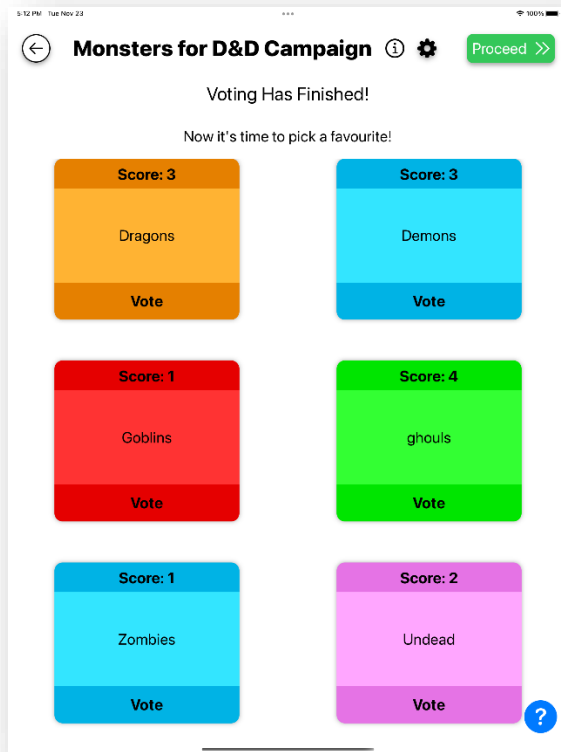 5:12 PM Tue Nov 23
100%
Monsters for D&D Campaign
Proceed
Voting Has Finished!
Now it's time to pick a favourite!
Score: 3
Dragons
Vote
Score: 3
Demons
Vote
Score: 1
Goblins
Vote
Score: 4
ghouls
Vote
Score: 1
Zombies
Vote
Score: 2
Undead
Vote
?